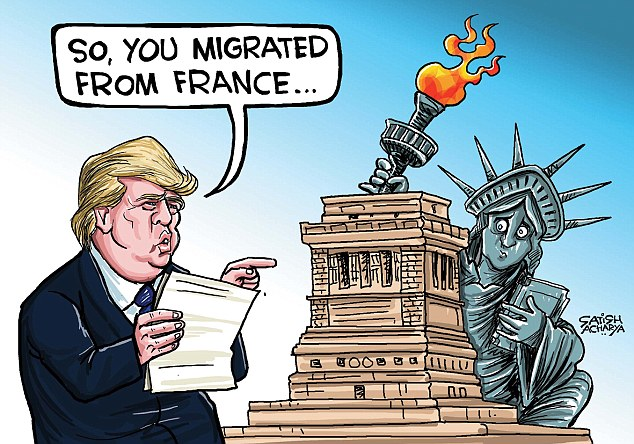 SO, YOU MIGRATED
FROM FRANCE...
SATISH
ACHARYA